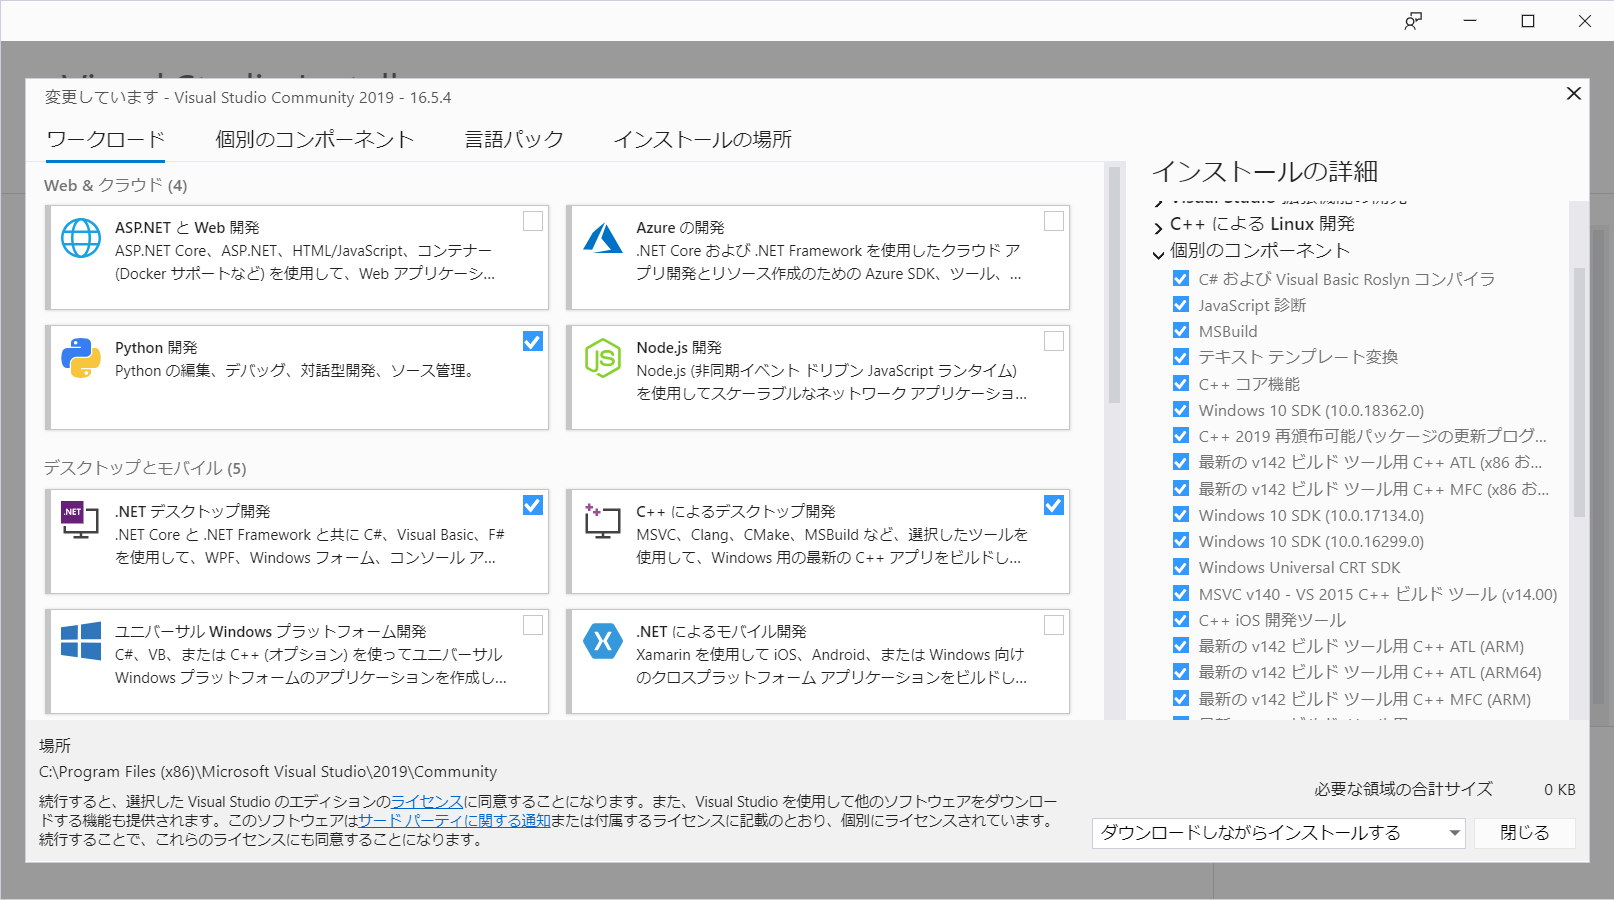 変更しています - Visual Studio Community 2019 - 16.5.4
ワークロード
個別のコンポーネント
言語パック
インストールの場所
Web & クラウド (4)
ASP.NET と Web 開発
ASP.NET Core、ASP.NET、HTML/JavaScript、コンテナー
(Docker サポートなど) を使用して、Web アプリケーシ...
Azure の開発
.NET Core および .NET Framework を使用したクラウド ア
プリ開発とリソース作成のための Azure SDK、ツール、...
Python 開発
Python の編集、デバッグ、対話型開発、ソース管理。
Node.js 開発
Node.js (非同期イベント ドリブン JavaScript ランタイム)
を使用してスケーラブルなネットワーク アプリケーショ...
デスクトップとモバイル (5)
.NET
.NET デスクトップ開発
.NET Core と .NET Framework と共に C#、Visual Basic、F#
を使用して、WPF、Windows フォーム、コンソール ア...
C++ によるデスクトップ開発
MSVC、Clang、CMake、MSBuild など、選択したツールを
使用して、Windows 用の最新の C++ アプリをビルドし...
ユニバーサル Windows プラットフォーム開発
C#、VB、または C++ (オプション) を使ってユニバーサル
Windows プラットフォームのアプリケーションを作成し...
.NET によるモバイル開発
Xamarin を使用して iOS、Android、または Windows 向け
のクロスプラットフォーム アプリケーションをビルドし...
インストールの詳細
Visual Studio 拡張機能の開発
C++ による Linux 開発
個別のコンポーネント
C# および Visual Basic Roslyn コンパイラ
JavaScript 診断
MSBuild
テキスト テンプレート変換
C++ コア機能
Windows 10 SDK (10.0.18362.0)
C++ 2019 再頒布可能パッケージの更新プログ...
最新の v142 ビルド ツール用 C++ ATL (x86 お...
最新の v142 ビルド ツール用 C++ MFC (x86 お...
Windows 10 SDK (10.0.17134.0)
Windows 10 SDK (10.0.16299.0)
Windows Universal CRT SDK
MSVC v140 - VS 2015 C++ ビルド ツール (v14.00)
C++ iOS 開発ツール
最新の v142 ビルド ツール用 C++ ATL (ARM)
最新の v142 ビルド ツール用 C++ ATL (ARM64)
最新の v142 ビルド ツール用 C++ MFC (ARM)
場所
C:\Program Files (x86)\Microsoft Visual Studio\2019\Community
続行すると、選択した Visual Studio のエディションのライセンスに同意することになります。また、Visual Studio を使用して他のソフトウェアをダウンロー
ドする機能も提供されます。このソフトウェアはサード パーティに関する通知または付属するライセンスに記載のとおり、個別にライセンスされています。
続行することで、これらのライセンスにも同意することになります。
必要な領域の合計サイズ
0 KB
ダウンロードしながらインストールする
閉じる